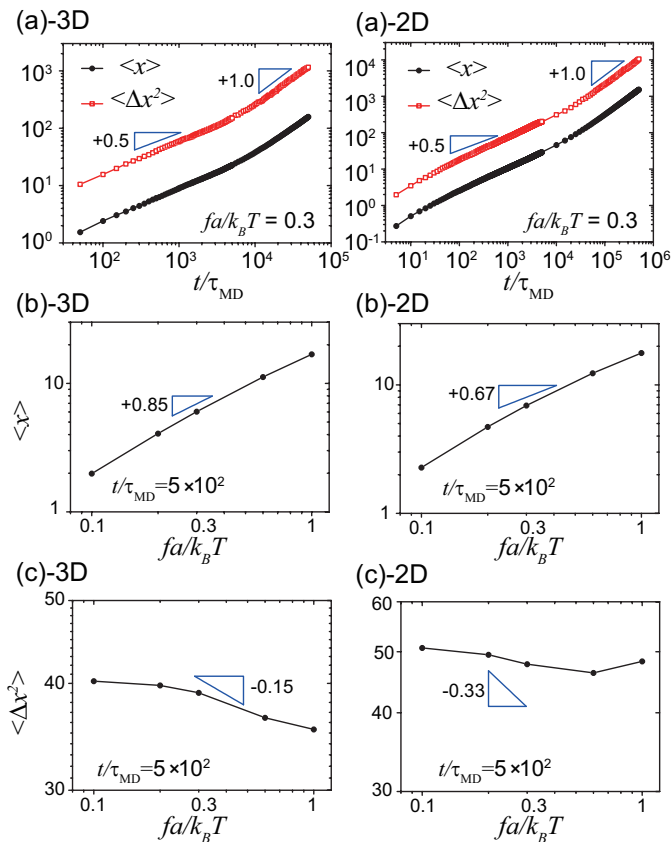 (a)-3D
10³
10²
10¹
10⁰
<x>
<Δx²>
+0.5
+1.0
fa/k_BT = 0.3
10² 10³ 10⁴ 10⁵
t/τ_MD
(a)-2D
10⁵
10⁴
10³
10²
10¹
10⁰
10⁻¹
<x>
<Δx²>
+0.5
+1.0
fa/k_BT = 0.3
10¹ 10² 10³ 10⁴ 10⁵ 10⁶
t/τ_MD
(b)-3D
<x>
10
1
+0.85
t/τ_MD=5×10²
0.1 0.3 1
fa/k_BT
(b)-2D
10
1
+0.67
t/τ_MD=5×10²
0.1 0.3 1
fa/k_BT
(c)-3D
<Δx²>
50
40
30
-0.15
t/τ_MD=5×10²
0.1 0.3 1
fa/k_BT
(c)-2D
60
50
40
30
-0.33
t/τ_MD=5×10²
0.1 0.3 1
fa/k_BT